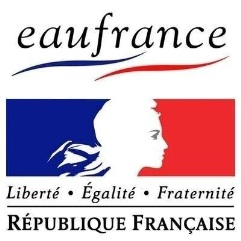 eaufrance
Liberté • Égalité • Fraternité
RÉPUBLIQUE FRANÇAISE